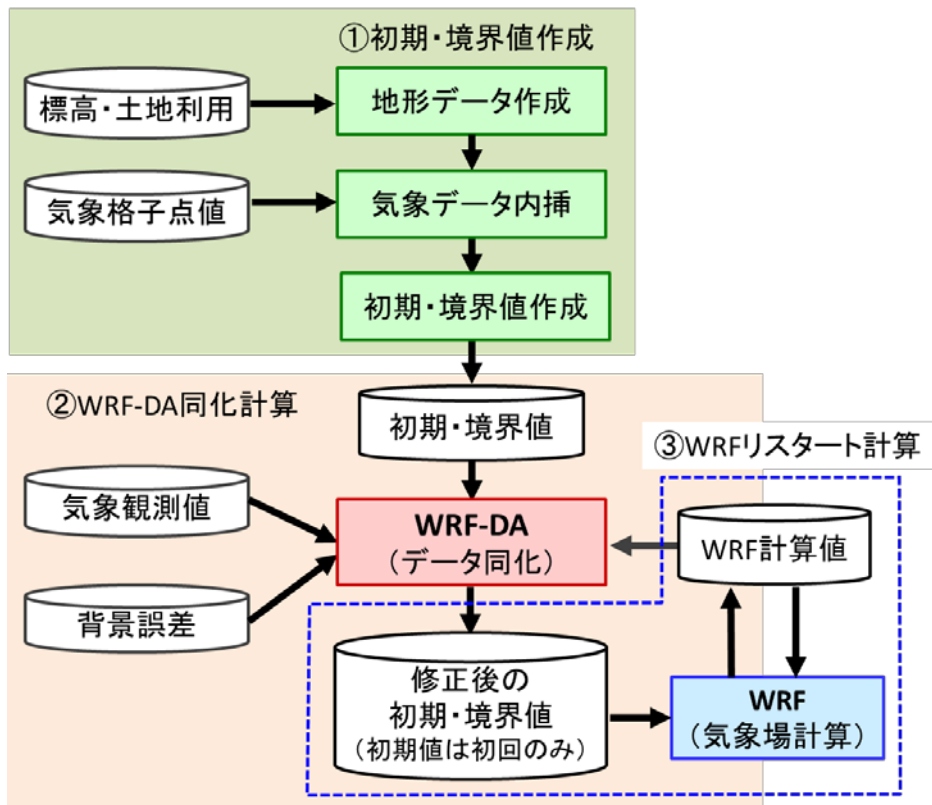 ①初期・境界値作成
標高・土地利用
地形データ作成
気象格子点値
気象データ内挿
初期・境界値作成
②WRF-DA同化計算
初期・境界値
③WRFリスタート計算
気象観測値
WRF-DA
（データ同化）
WRF計算値
背景誤差
修正後の
初期・境界値
（初期値は初回のみ）
WRF
（気象場計算）